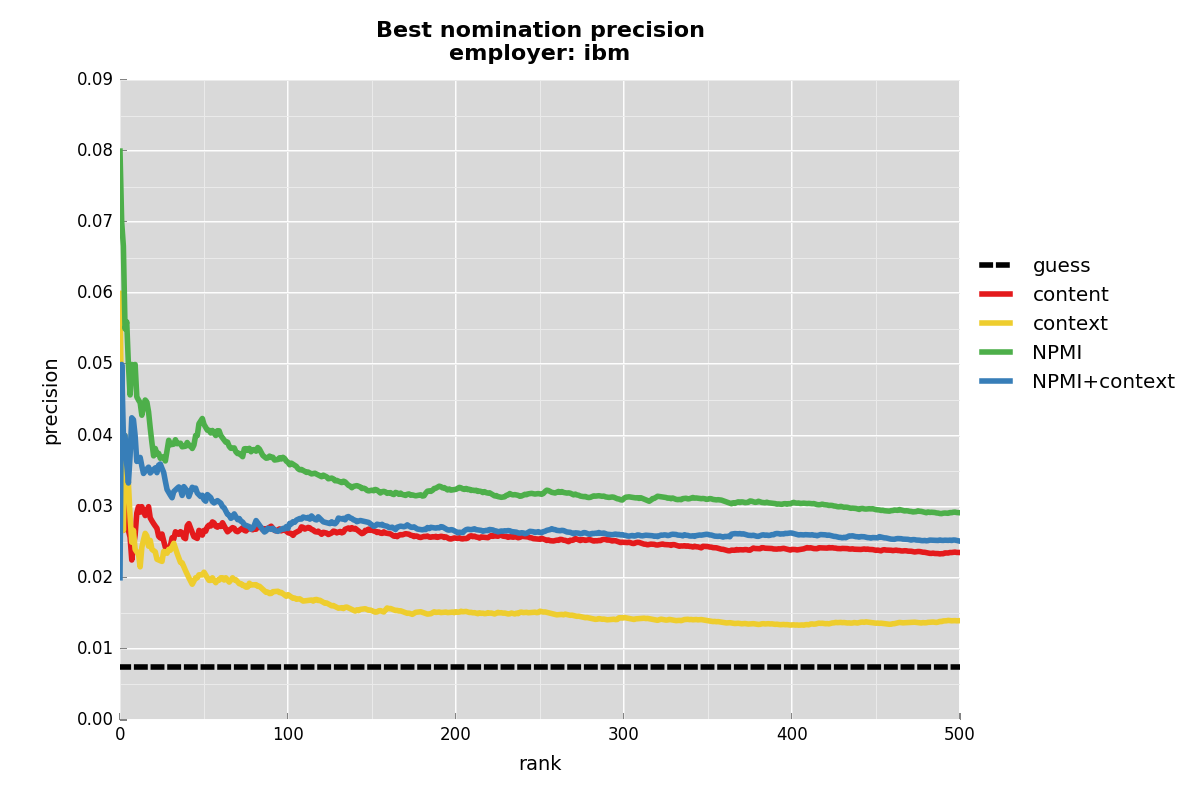 Best nomination precision
employer: ibm
0.09
0.08
0.07
0.06
0.05
0.04
0.03
0.02
0.01
0.00
precision
0 100 200 300 400 500
rank
guess
content
context
NPMI
NPMI+context